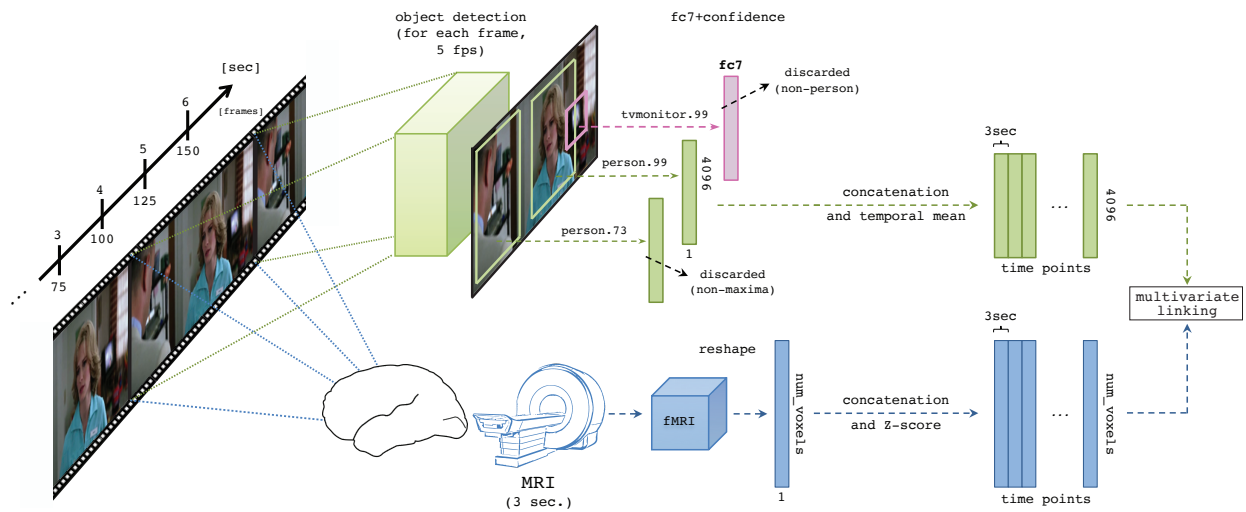 object detection
(for each frame,
5 fps)
fc7+confidence
[sec]
[frames]
6
150
5
125
4
100
3
75
...
fc7
discarded
(non-person)
tvmonitor.99
person.99
4096
1
person.73
discarded
(non-maxima)
concatenation
and temporal mean
3sec
...
4096
time points
multivariate
linking
MRI
(3 sec.)
fMRI
reshape
num_voxels
1
concatenation
and Z-score
3sec
...
num_voxels
time points